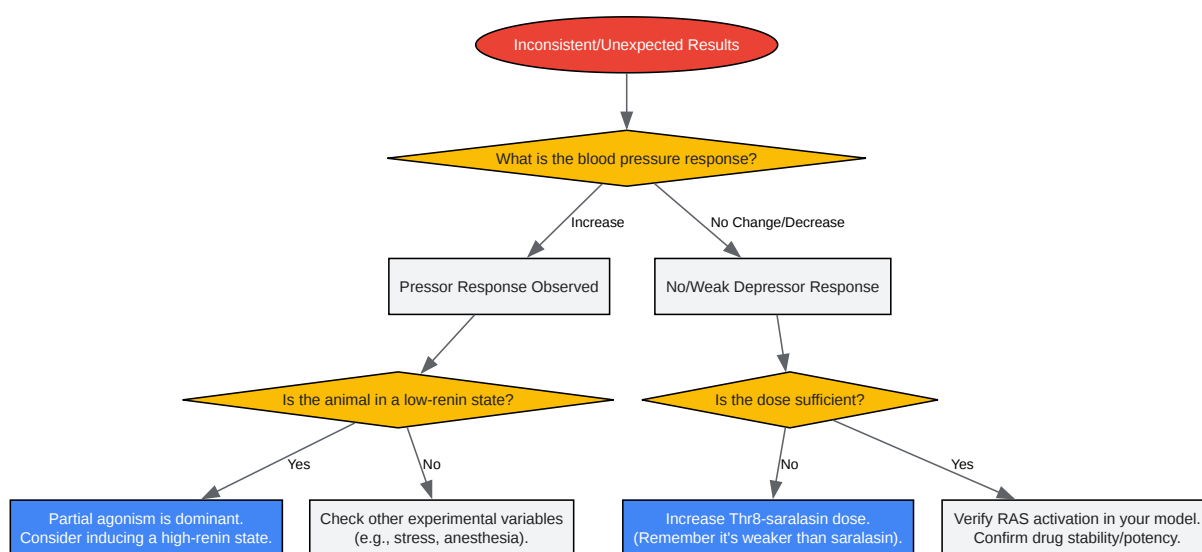 Inconsistent/Unexpected Results
What is the blood pressure response?
Increase
No Change/Decrease
Pressor Response Observed
No/Weak Depressor Response
Is the animal in a low-renin state?
Is the dose sufficient?
Yes
No
No
Yes
Partial agonism is dominant.
Consider inducing a high-renin state.
Check other experimental variables
(e.g., stress, anesthesia).
Increase Thr8-saralasin dose.
(Remember it's weaker than saralasin).
Verify RAS activation in your model.
Confirm drug stability/potency.